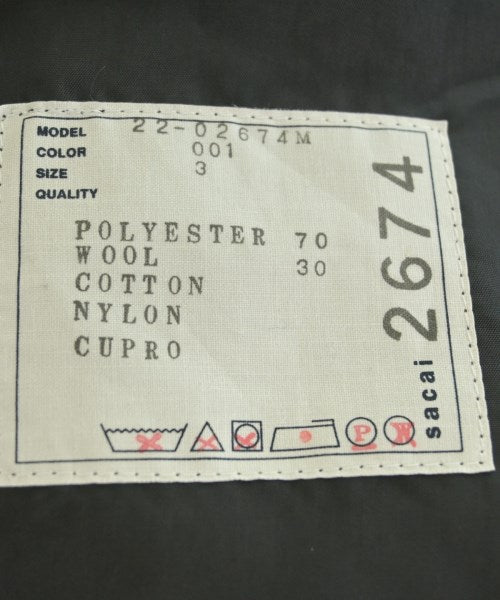 MODEL 22-02674M
COLOR 001
SIZE 3
QUALITY
POLYESTER 70
WOOL 30
COTTON
NYLON
CUPRO
P W
sacai 2674